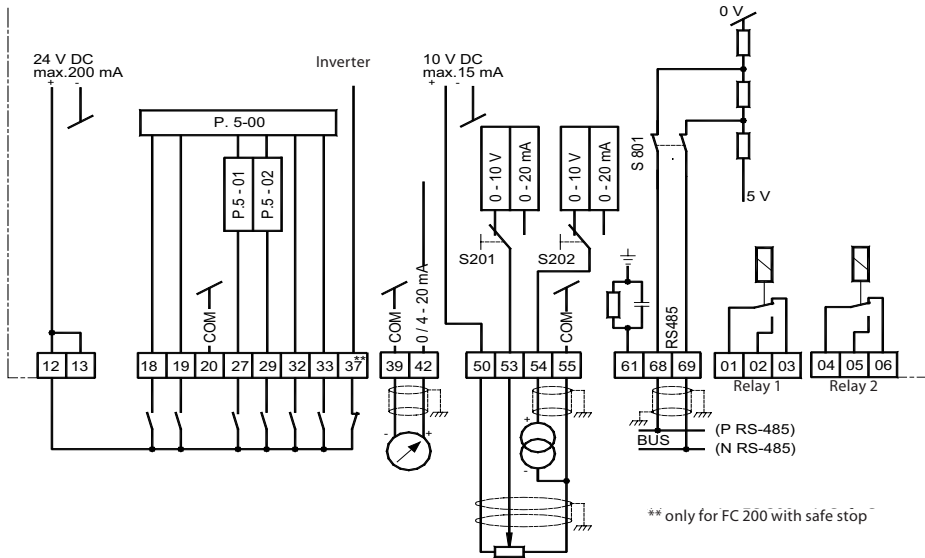 0 V
24 V DC
max.200 mA
+ -
Inverter
10 V DC
max.15 mA
+ -
P. 5-00
P.5 - 01
P.5 - 02
0 - 10 V
0 - 20 mA
0 - 10 V
0 - 20 mA
S 801
5 V
S201
S202
COM
COM
0 / 4 - 20 mA
COM
RS485
**
12 13
18 19 20 27 29 32 33 37
39 42
50 53 54 55
61 68 69
01 02 03
04 05 06
Relay 1
Relay 2
- +
+
-
BUS
(P RS-485)
(N RS-485)
** only for FC 200 with safe stop